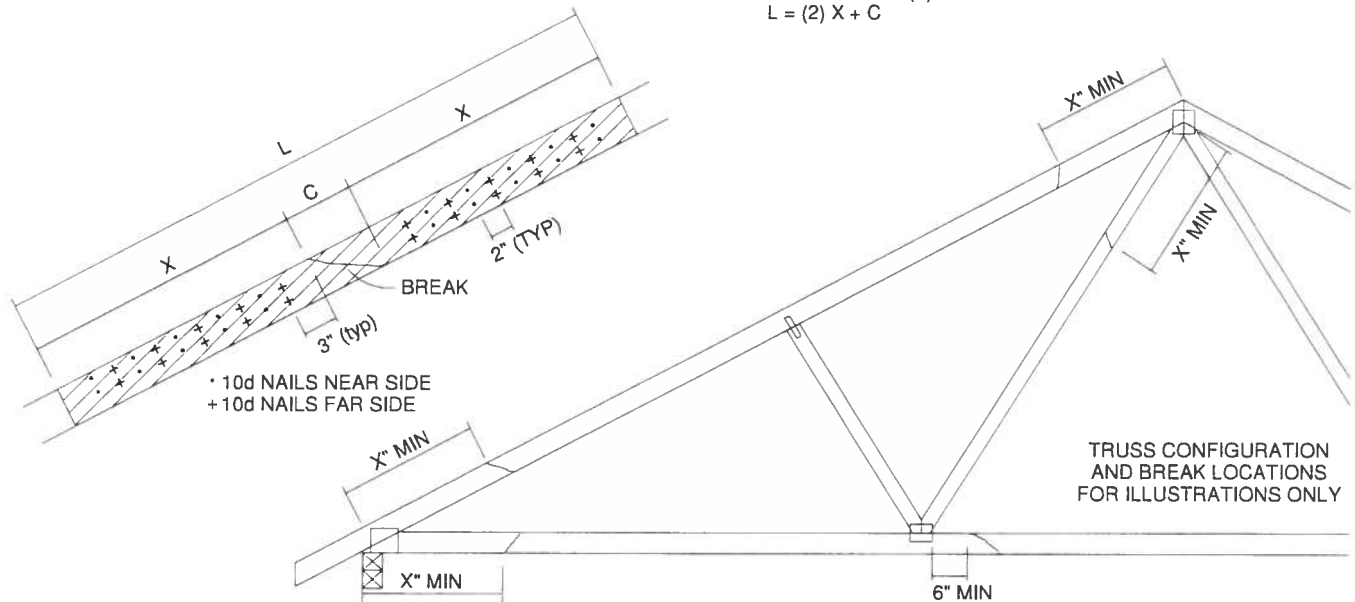 L = (2) X + C
X" MIN
L
X
X
C
2" (TYP)
X" MIN
BREAK
3" (typ)
• 10d NAILS NEAR SIDE
+ 10d NAILS FAR SIDE
X" MIN
TRUSS CONFIGURATION
AND BREAK LOCATIONS
FOR ILLUSTRATIONS ONLY
X" MIN
6" MIN